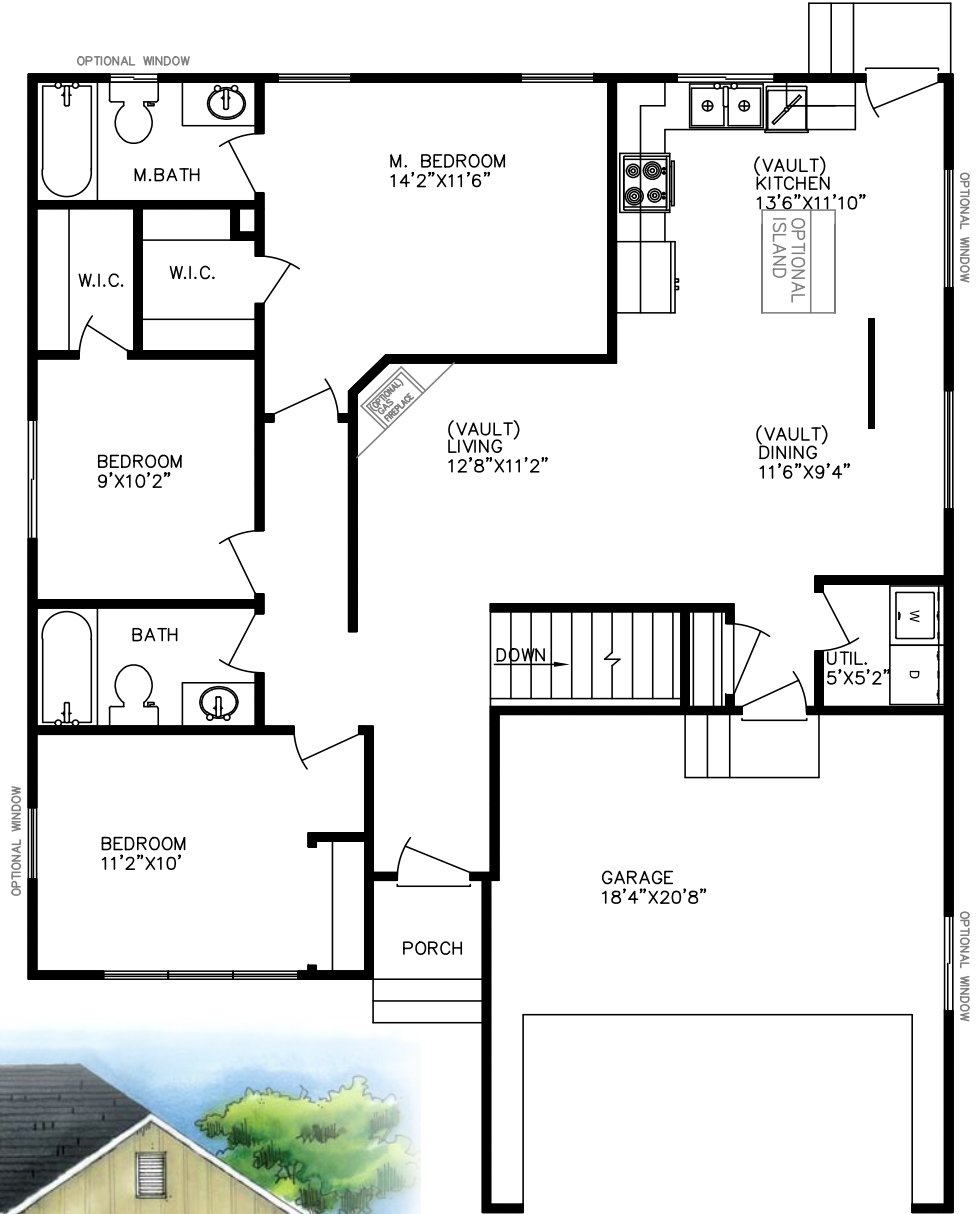 OPTIONAL WINDOW
M.BATH
M. BEDROOM
14'2"X11'6"
(VAULT)
KITCHEN
13'6"X11'10"
OPTIONAL
ISLAND
OPTIONAL WINDOW
W.I.C.
W.I.C.
(OPTIONAL)
GAS
FIREPLACE
(VAULT)
LIVING
12'8"X11'2"
(VAULT)
DINING
11'6"X9'4"
BEDROOM
9'X10'2"
BATH
DOWN
W
UTIL.
5'X5'2"
D
OPTIONAL WINDOW
BEDROOM
11'2"X10'
GARAGE
18'4"X20'8"
PORCH
OPTIONAL WINDOW